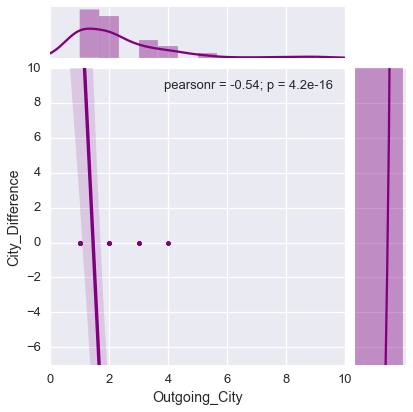 10
8
6
4
2
0
−2
−4
−6
City_Difference
pearsonr = -0.54; p = 4.2e-16
0 2 4 6 8 10
Outgoing_City